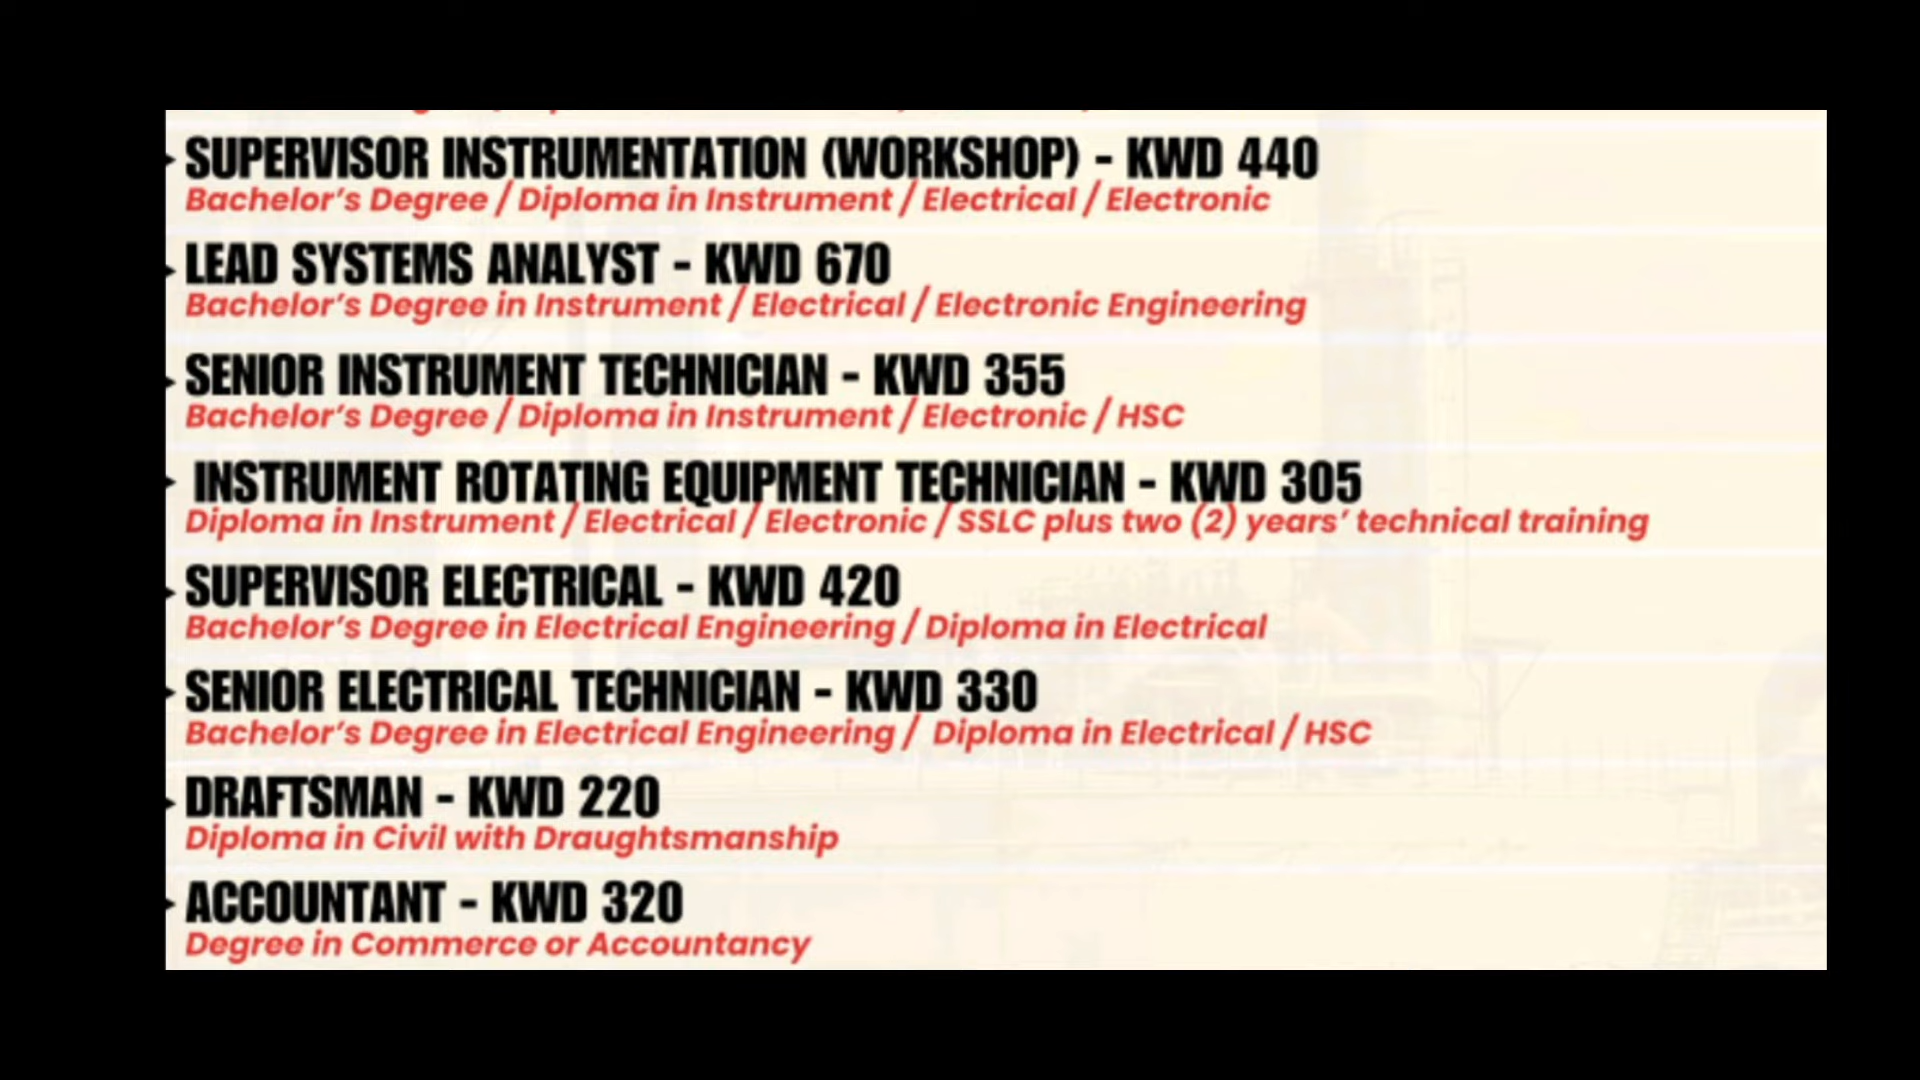 SUPERVISOR INSTRUMENTATION (WORKSHOP) - KWD 440
Bachelor's Degree / Diploma in Instrument / Electrical / Electronic
LEAD SYSTEMS ANALYST - KWD 670
Bachelor's Degree in Instrument / Electrical / Electronic Engineering
SENIOR INSTRUMENT TECHNICIAN - KWD 355
Bachelor's Degree / Diploma in Instrument / Electronic / HSC
INSTRUMENT ROTATING EQUIPMENT TECHNICIAN - KWD 305
Diploma in Instrument / Electrical / Electronic / SSLC plus two (2) years' technical training
SUPERVISOR ELECTRICAL - KWD 420
Bachelor's Degree in Electrical Engineering / Diploma in Electrical
SENIOR ELECTRICAL TECHNICIAN - KWD 330
Bachelor's Degree in Electrical Engineering / Diploma in Electrical / HSC
DRAFTSMAN - KWD 220
Diploma in Civil with Draughtsmanship
ACCOUNTANT - KWD 320
Degree in Commerce or Accountancy